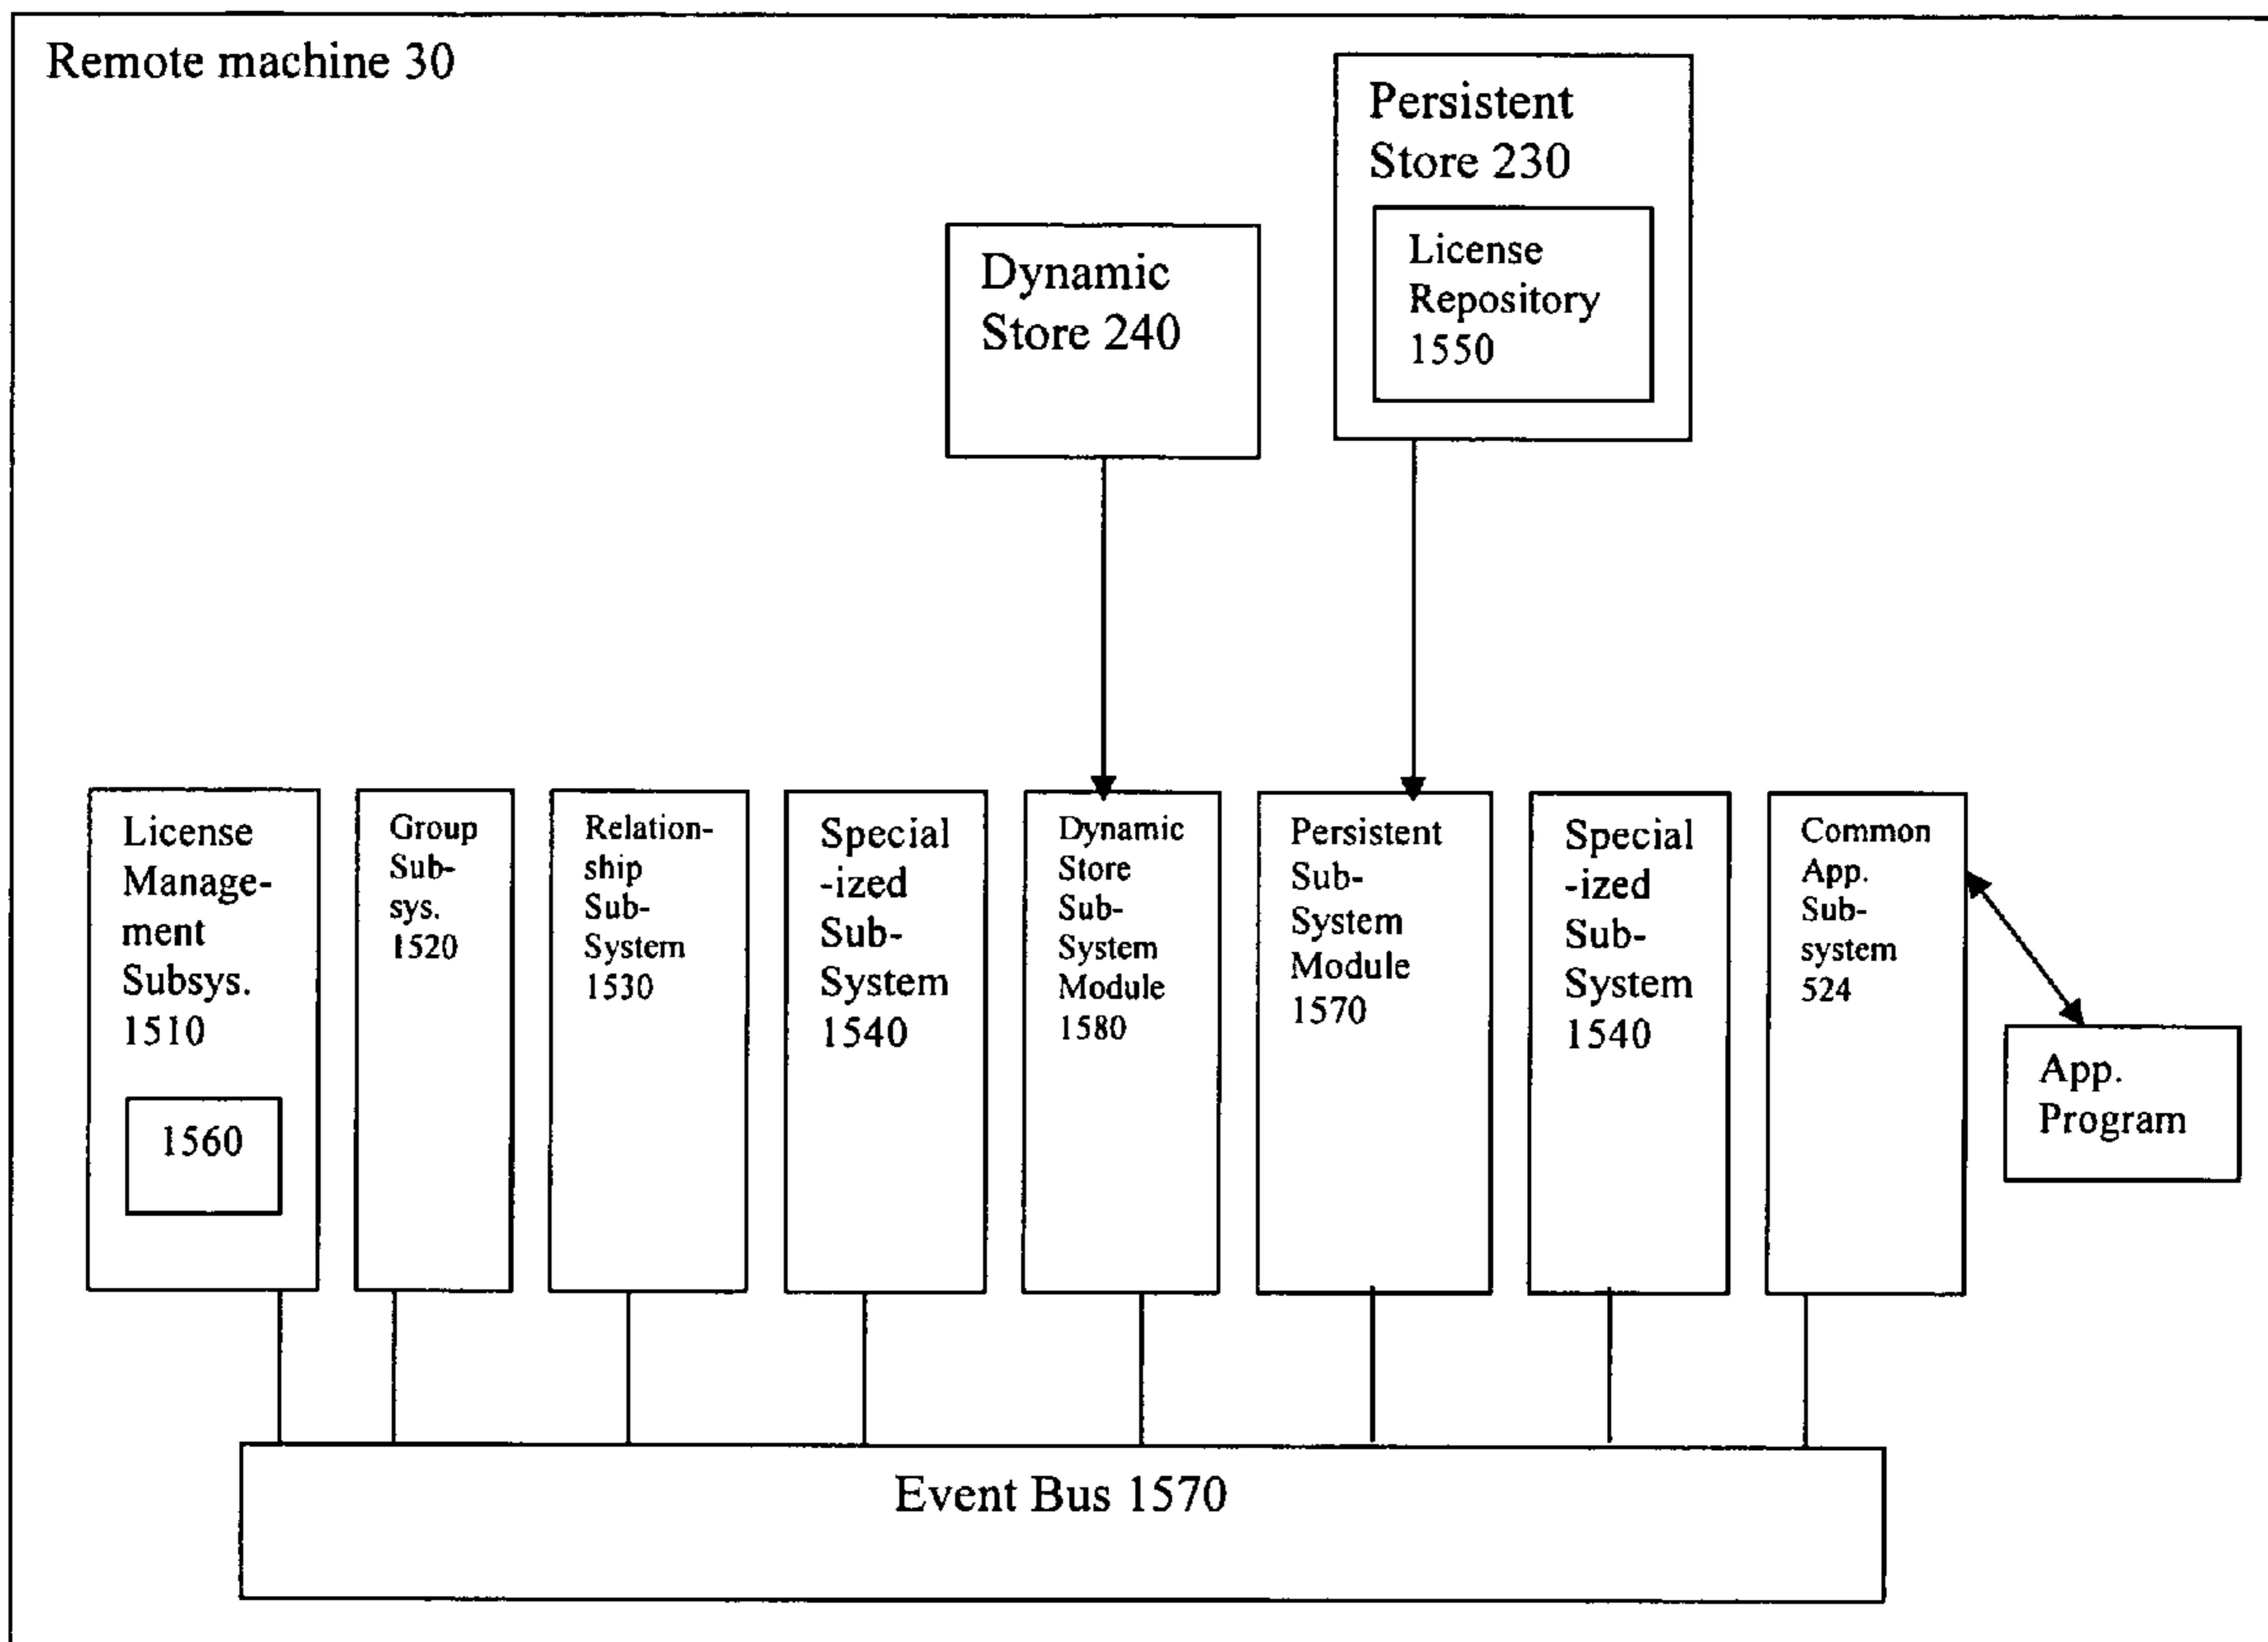 Remote machine 30
Persistent
Store 230
License
Repository
1550
Dynamic
Store 240
License
Manage-
ment
Subsys.
1510
1560
Group
Sub-
sys.
1520
Relation-
ship
Sub-
System
1530
Special
-ized
Sub-
System
1540
Dynamic
Store
Sub-
System
Module
1580
Persistent
Sub-
System
Module
1570
Special
-ized
Sub-
System
1540
Common
App.
Sub-
system
524
App.
Program
Event Bus 1570